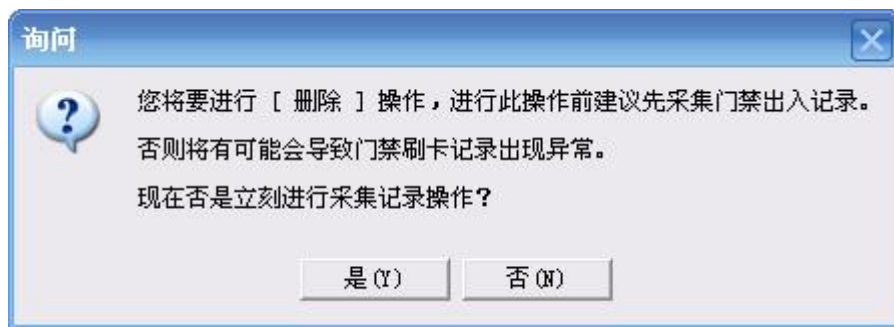 询问
您将要进行 [ 删除 ] 操作，进行此操作前建议先采集门禁出入记录。
否则将有可能会导致门禁刷卡记录出现异常。
现在否是立刻进行采集记录操作？
是(Y) 否(N)